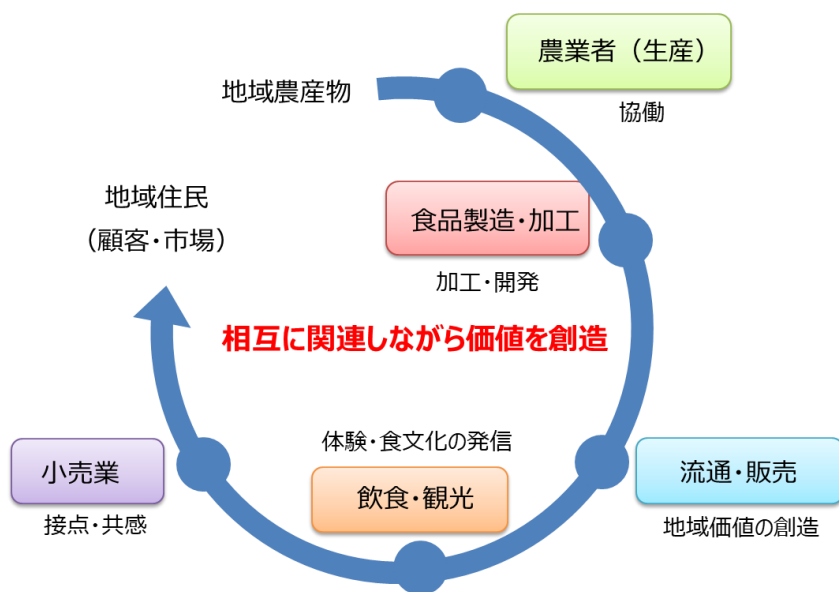 農業者（生産）
協働
地域農産物
食品製造・加工
加工・開発
地域住民
（顧客・市場）
相互に関連しながら価値を創造
流通・販売
地域価値の創造
体験・食文化の発信
飲食・観光
小売業
接点・共感